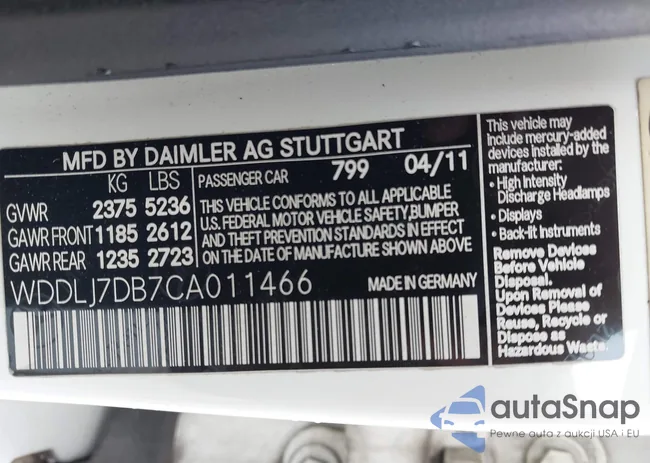 MFD BY DAIMLER AG STUTTGART
KG LBS
GVWR 2375 5236
GAWR FRONT 1185 2612
GAWR REAR 1235 2723
PASSENGER CAR 799 04/11
THIS VEHICLE CONFORMS TO ALL APPLICABLE
U.S. FEDERAL MOTOR VEHICLE SAFETY, BUMPER
AND THEFT PREVENTION STANDARDS IN EFFECT
ON THE DATE OF MANUFACTURE SHOWN ABOVE
WDDLJ7DB7CA011466
MADE IN GERMANY
This vehicle may
include mercury-added
devices installed by the
manufacturer:
• High Intensity
Discharge Headlamps
• Displays
• Back-lit Instruments
Remove Devices
Before Vehicle
Disposal.
Upon Removal of
Devices Please
Reuse, Recycle or
Dispose as
Hazardous Waste.
autaSnap
Pewne auta z aukcji USA i EU